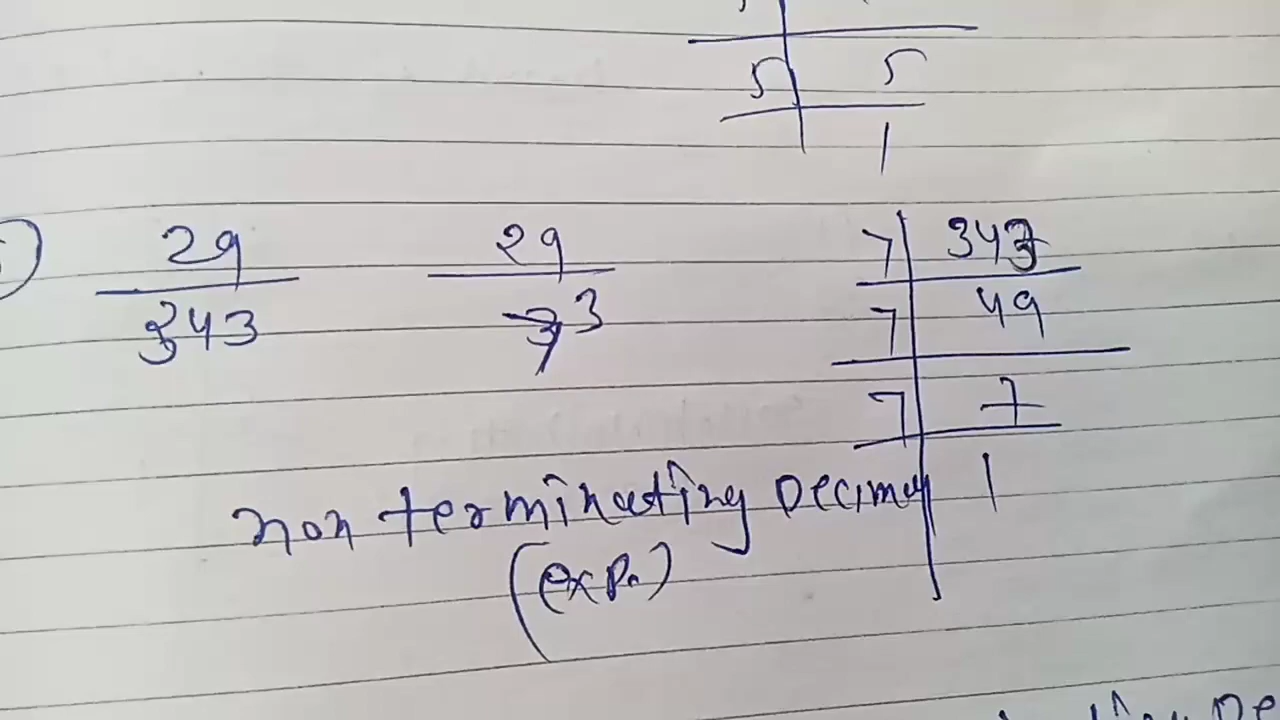 5 | 5
1
29/343 29/7³ 7 | 343
7 | 49
7 | 7
1
non terminating Decimal
(exp.)